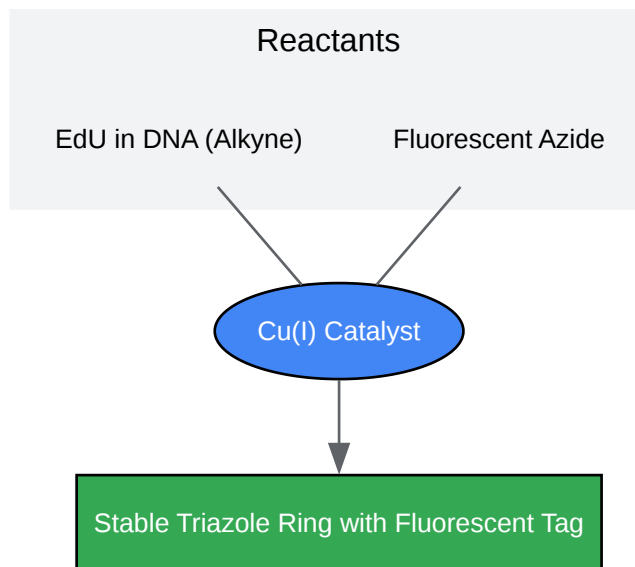 Reactants
EdU in DNA (Alkyne)
Fluorescent Azide
Cu(I) Catalyst
Stable Triazole Ring with Fluorescent Tag